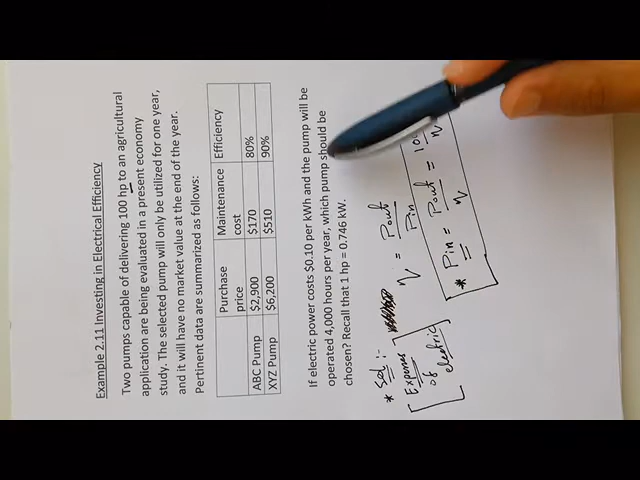 Example 2.11 Investing in Electrical Efficiency
Two pumps capable of delivering 100 hp to an agricultural
application are being evaluated in a present economy
study. The selected pump will only be utilized for one year,
and it will have no market value at the end of the year.
Pertinent data are summarized as follows:
Purchase price Maintenance cost Efficiency
ABC Pump $2,900 $170 80%
XYZ Pump $6,200 $510 90%
If electric power costs $0.10 per kWh and the pump will be
operated 4,000 hours per year, which pump should be
chosen? Recall that 1 hp = 0.746 kW.
* Sol:
[Expenses
of electric]
η = Pout / Pin
* Pin = Pout / η = 10 / η